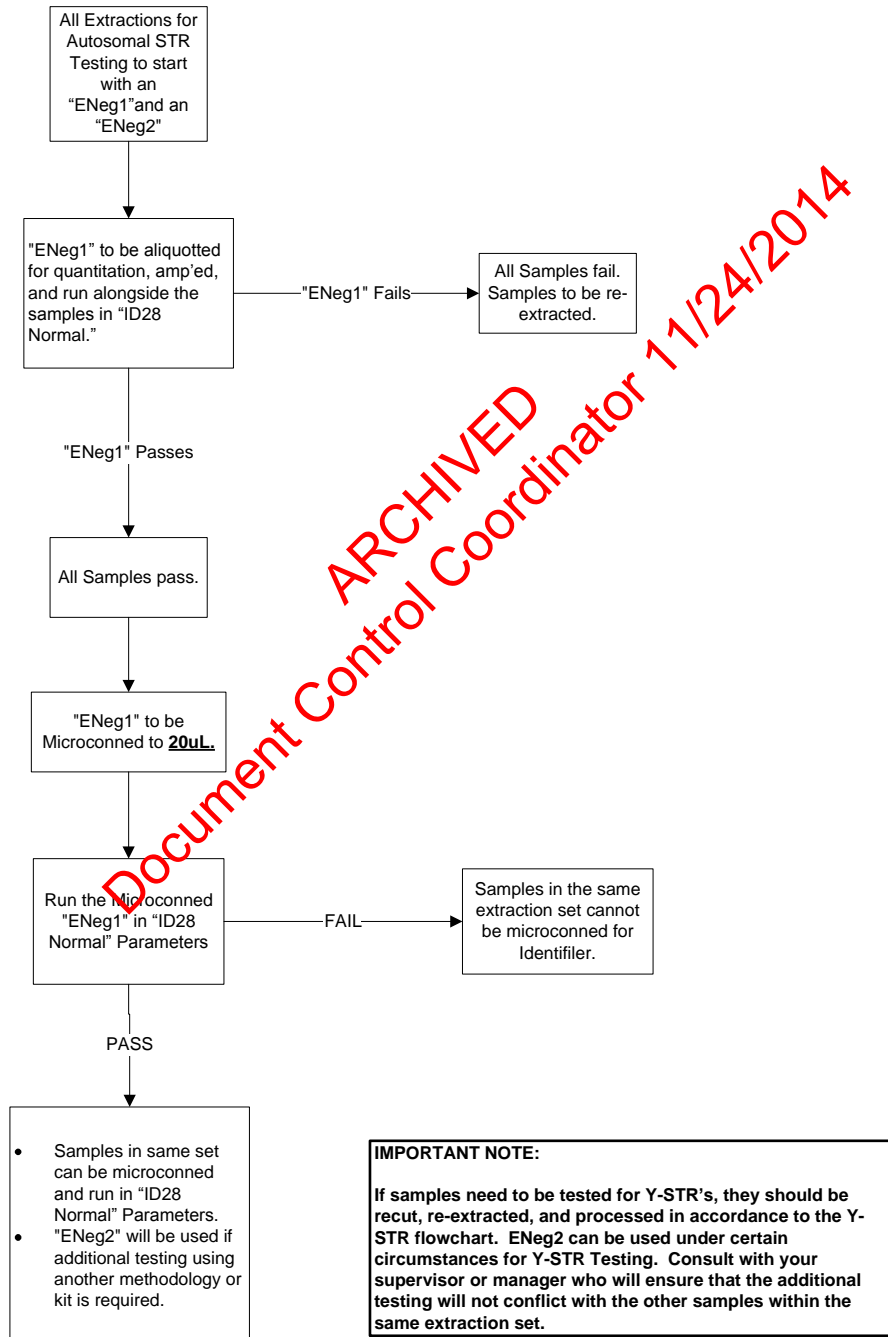 All Extractions for
Autosomal STR
Testing to start
with an
“ENeg1”and an
“ENeg2"
"ENeg1” to be aliquotted
for quantitation, amp’ed,
and run alongside the
samples in “ID28
Normal.”
"ENeg1" Fails
All Samples fail.
Samples to be re-
extracted.
"ENeg1" Passes
All Samples pass.
"ENeg1" to be
Microconned to 20uL.
Run the Microconned
"ENeg1" in “ID28
Normal” Parameters
FAIL
Samples in the same
extraction set cannot
be microconned for
Identifiler.
PASS
• Samples in same set
can be microconned
and run in “ID28
Normal” Parameters.
• "ENeg2" will be used if
additional testing using
another methodology or
kit is required.
IMPORTANT NOTE:
If samples need to be tested for Y-STR’s, they should be
recut, re-extracted, and processed in accordance to the Y-
STR flowchart. ENeg2 can be used under certain
circumstances for Y-STR Testing. Consult with your
supervisor or manager who will ensure that the additional
testing will not conflict with the other samples within the
same extraction set.
ARCHIVED
Document Control Coordinator 11/24/2014